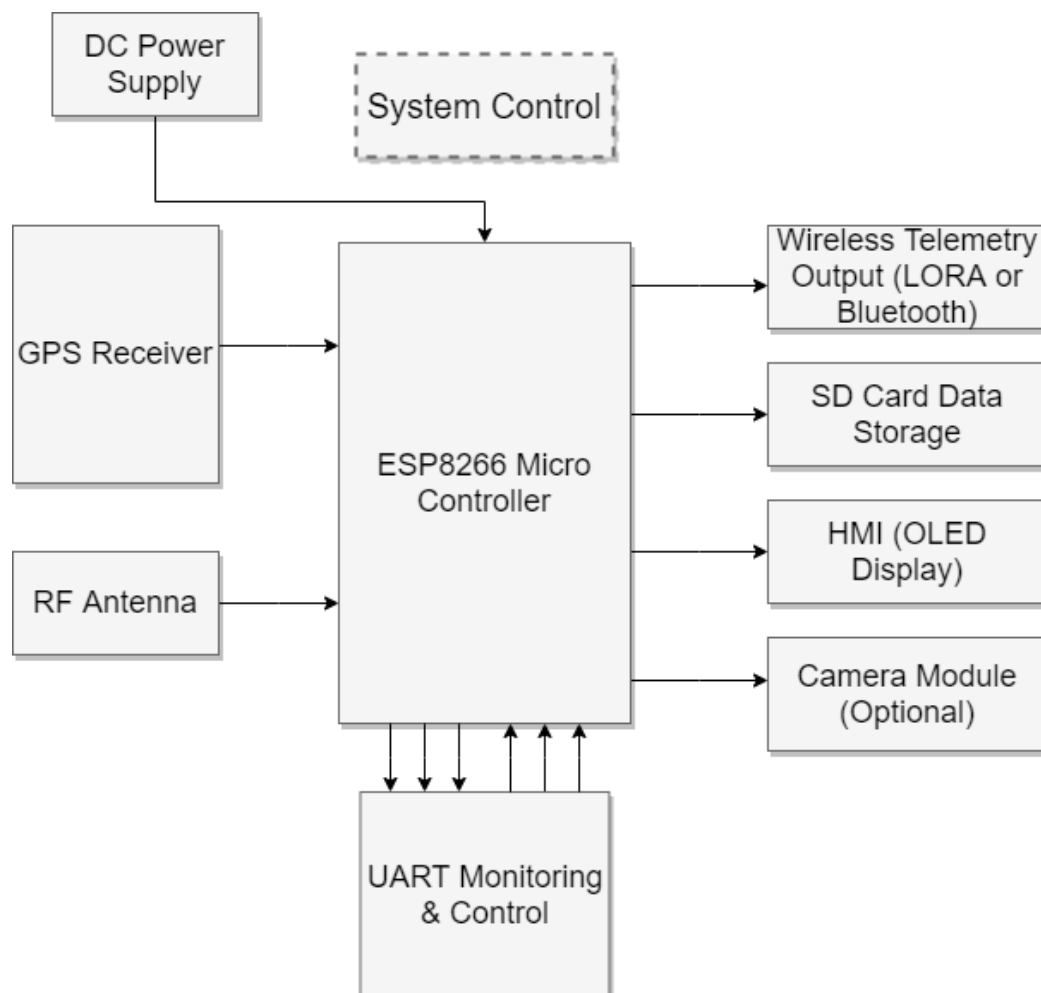 DC Power
Supply
System Control
GPS Receiver
RF Antenna
ESP8266 Micro
Controller
Wireless Telemetry
Output (LORA or
Bluetooth)
SD Card Data
Storage
HMI (OLED
Display)
Camera Module
(Optional)
UART Monitoring
& Control